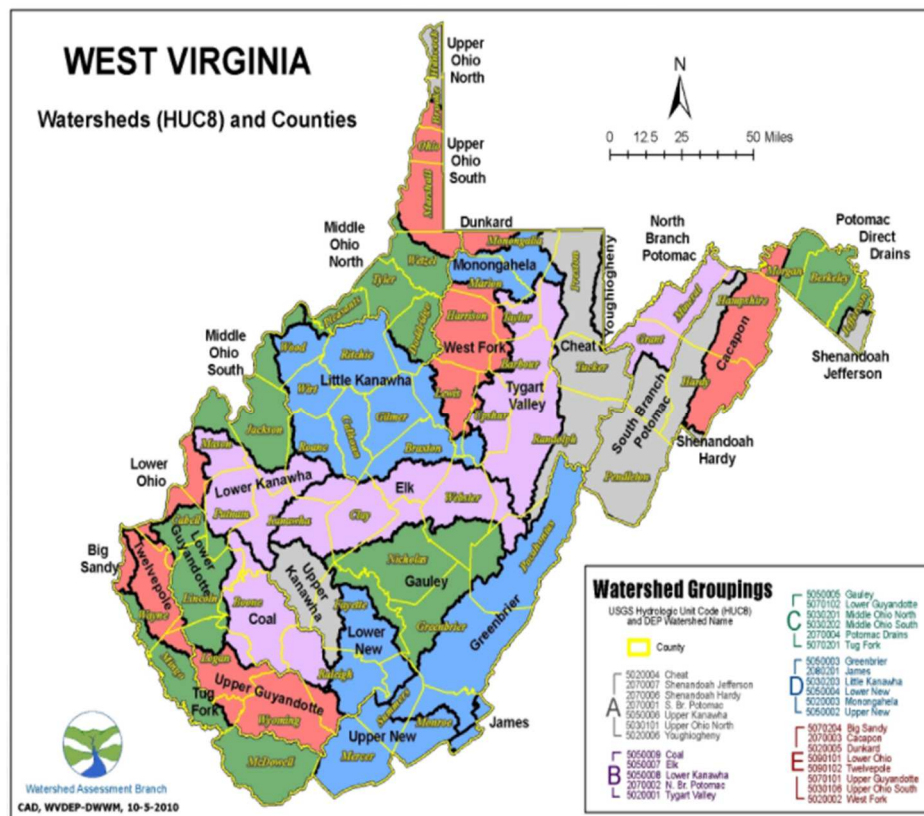 WEST VIRGINIA
Watersheds (HUC8) and Counties
N
0 12.5 25 50 Miles
Upper
Ohio
North
Hancock
Brooke
Ohio
Upper
Ohio
South
Marshall
Dunkard
Middle
Ohio
North
North
Branch
Potomac
Potomac
Direct
Drains
Monongalia
Monongahela
Marion
Preston
Youghiogheny
Wetzel
Tyler
Pleasants
Doddridge
Harrison
West Fork
Taylor
Barbour
Cheat
Tucker
Grant
Mineral
Hampshire
Cacapon
Morgan
Berkeley
Jefferson
Shenandoah
Jefferson
Middle
Ohio
South
Wood
Ritchie
Wirt
Little Kanawha
Lewis
Upshur
Tygart
Valley
Randolph
Hardy
South Branch
Potomac
Pendleton
Shenandoah
Hardy
Jackson
Roane
Calhoun
Gilmer
Braxton
Mason
Lower
Ohio
Lower Kanawha
Putnam
Kanawha
Elk
Clay
Webster
Cabell
Lower
Guyandotte
Big
Sandy
Twelvepole
Wayne
Lincoln
Boone
Coal
Upper
Kanawha
Nicholas
Gauley
Pocahontas
Greenbrier
Greenbrier
Fayette
Lower
New
Raleigh
Mingo
Logan
Tug
Fork
Upper Guyandotte
Wyoming
McDowell
Summers
Upper New
Mercer
Monroe
James
Watershed Groupings
USGS Hydrologic Unit Code (HUC8)
and DEP Watershed Name
County
A
5020004 Cheat
2070007 Shenandoah Jefferson
2070006 Shenandoah Hardy
2070001 S. Br. Potomac
5050006 Upper Kanawha
5030101 Upper Ohio North
5020006 Youghiogheny
B
5050009 Coal
5050007 Elk
5050008 Lower Kanawha
2070002 N. Br. Potomac
5020001 Tygart Valley
C
5050005 Gauley
5070102 Lower Guyandotte
5030201 Middle Ohio North
5030202 Middle Ohio South
2070004 Potomac Drains
5070201 Tug Fork
D
5050003 Greenbrier
2080201 James
5030203 Little Kanawha
5050004 Lower New
5020003 Monongahela
5050002 Upper New
E
5070204 Big Sandy
2070003 Cacapon
5020005 Dunkard
5090101 Lower Ohio
5090102 Twelvepole
5070101 Upper Guyandotte
5030106 Upper Ohio South
5020002 West Fork
Watershed Assessment Branch
CAD, WVDEP-DWWM, 10-5-2010